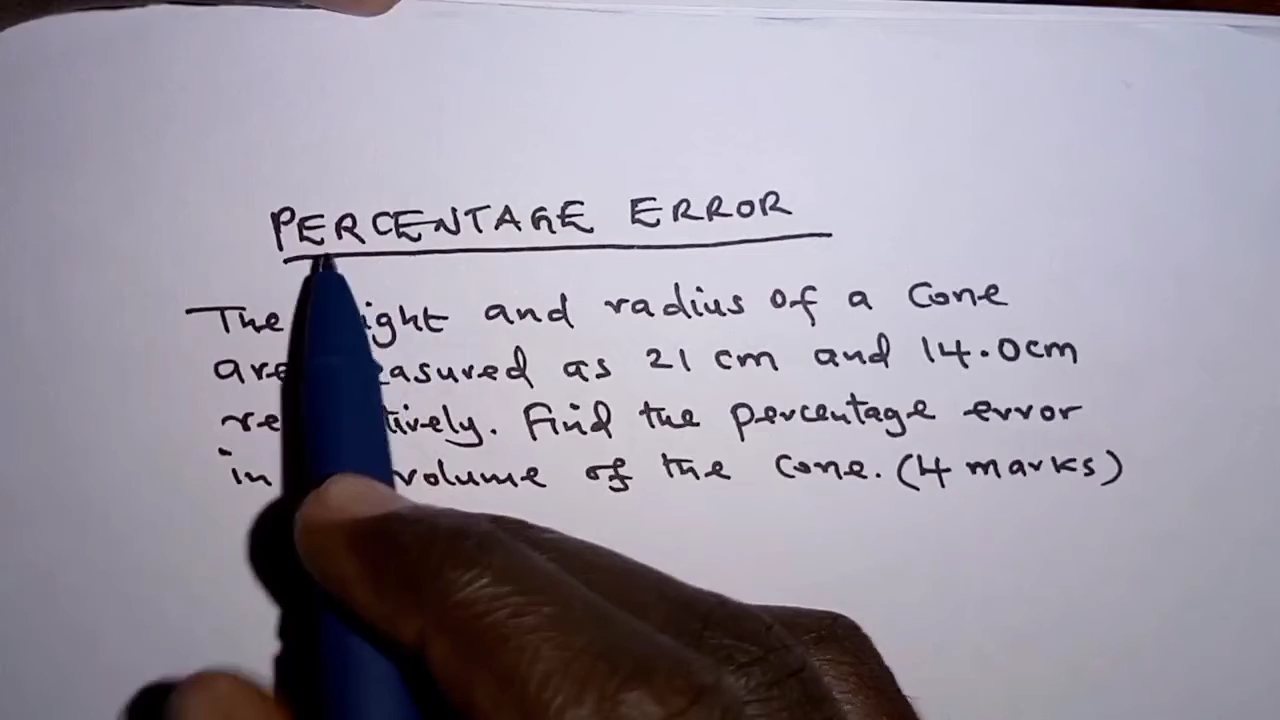 PERCENTAGE ERROR
The ight and radius of a Cone
are asured as 21 cm and 14.0cm
re tively. Find the percentage error
in volume of the Cone. (4 marks)